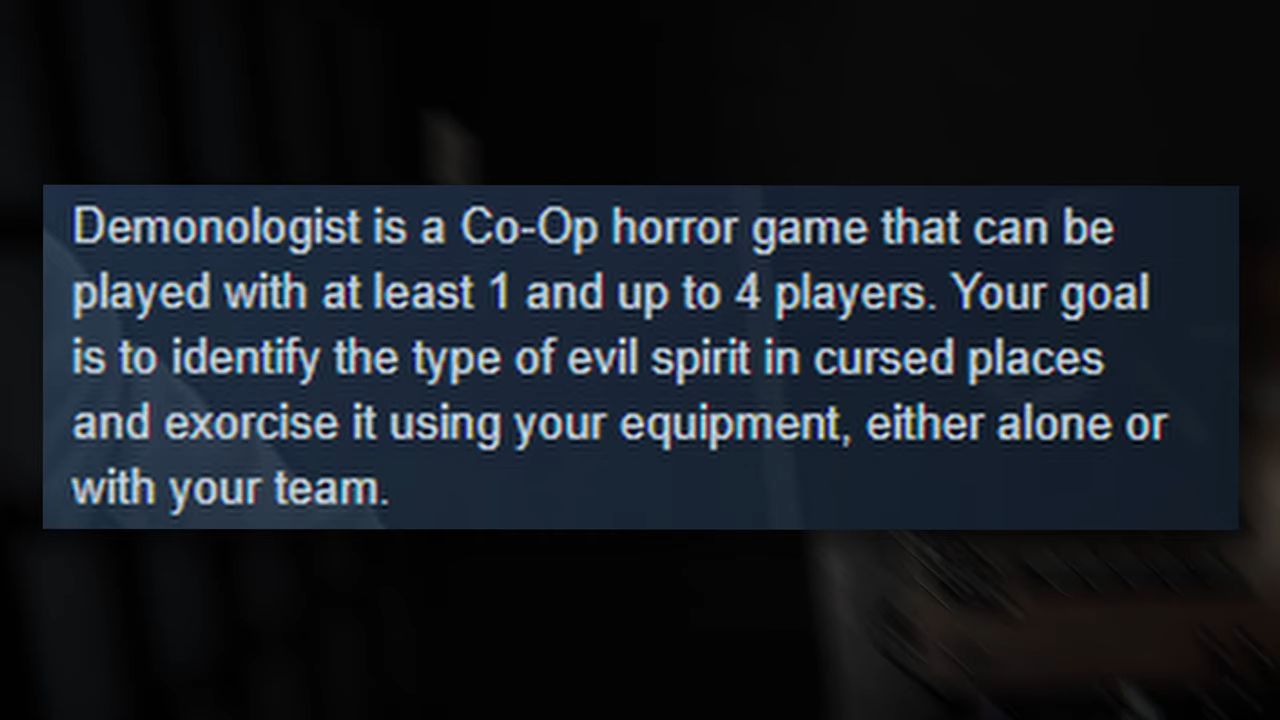 Demonologist is a Co-Op horror game that can be
played with at least 1 and up to 4 players. Your goal
is to identify the type of evil spirit in cursed places
and exorcise it using your equipment, either alone or
with your team.